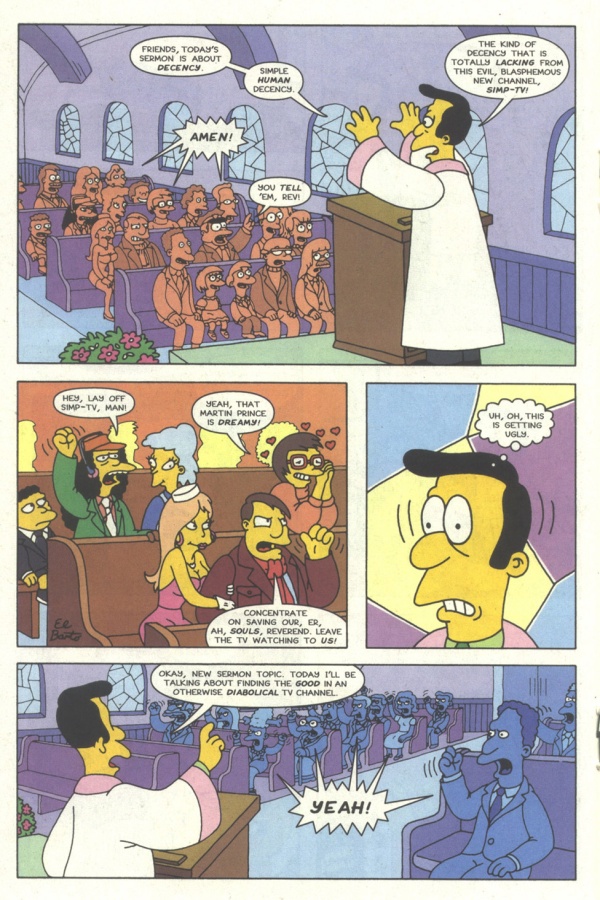 FRIENDS, TODAY'S
SERMON IS ABOUT
DECENCY.
SIMPLE
HUMAN
DECENCY.
THE KIND OF
DECENCY THAT IS
TOTALLY LACKING FROM
THIS EVIL, BLASPHEMOUS
NEW CHANNEL,
SIMP-TV!
AMEN!
YOU TELL
'EM, REV!
HEY, LAY OFF
SIMP-TV, MAN!
YEAH, THAT
MARTIN PRINCE
IS DREAMY!
El
Barto
CONCENTRATE
ON SAVING OUR, ER,
AH, SOULS, REVEREND. LEAVE
THE TV WATCHING TO US!
UH, OH, THIS
IS GETTING
UGLY.
OKAY, NEW SERMON TOPIC. TODAY I'LL BE
TALKING ABOUT FINDING THE GOOD IN AN
OTHERWISE DIABOLICAL TV CHANNEL.
YEAH!